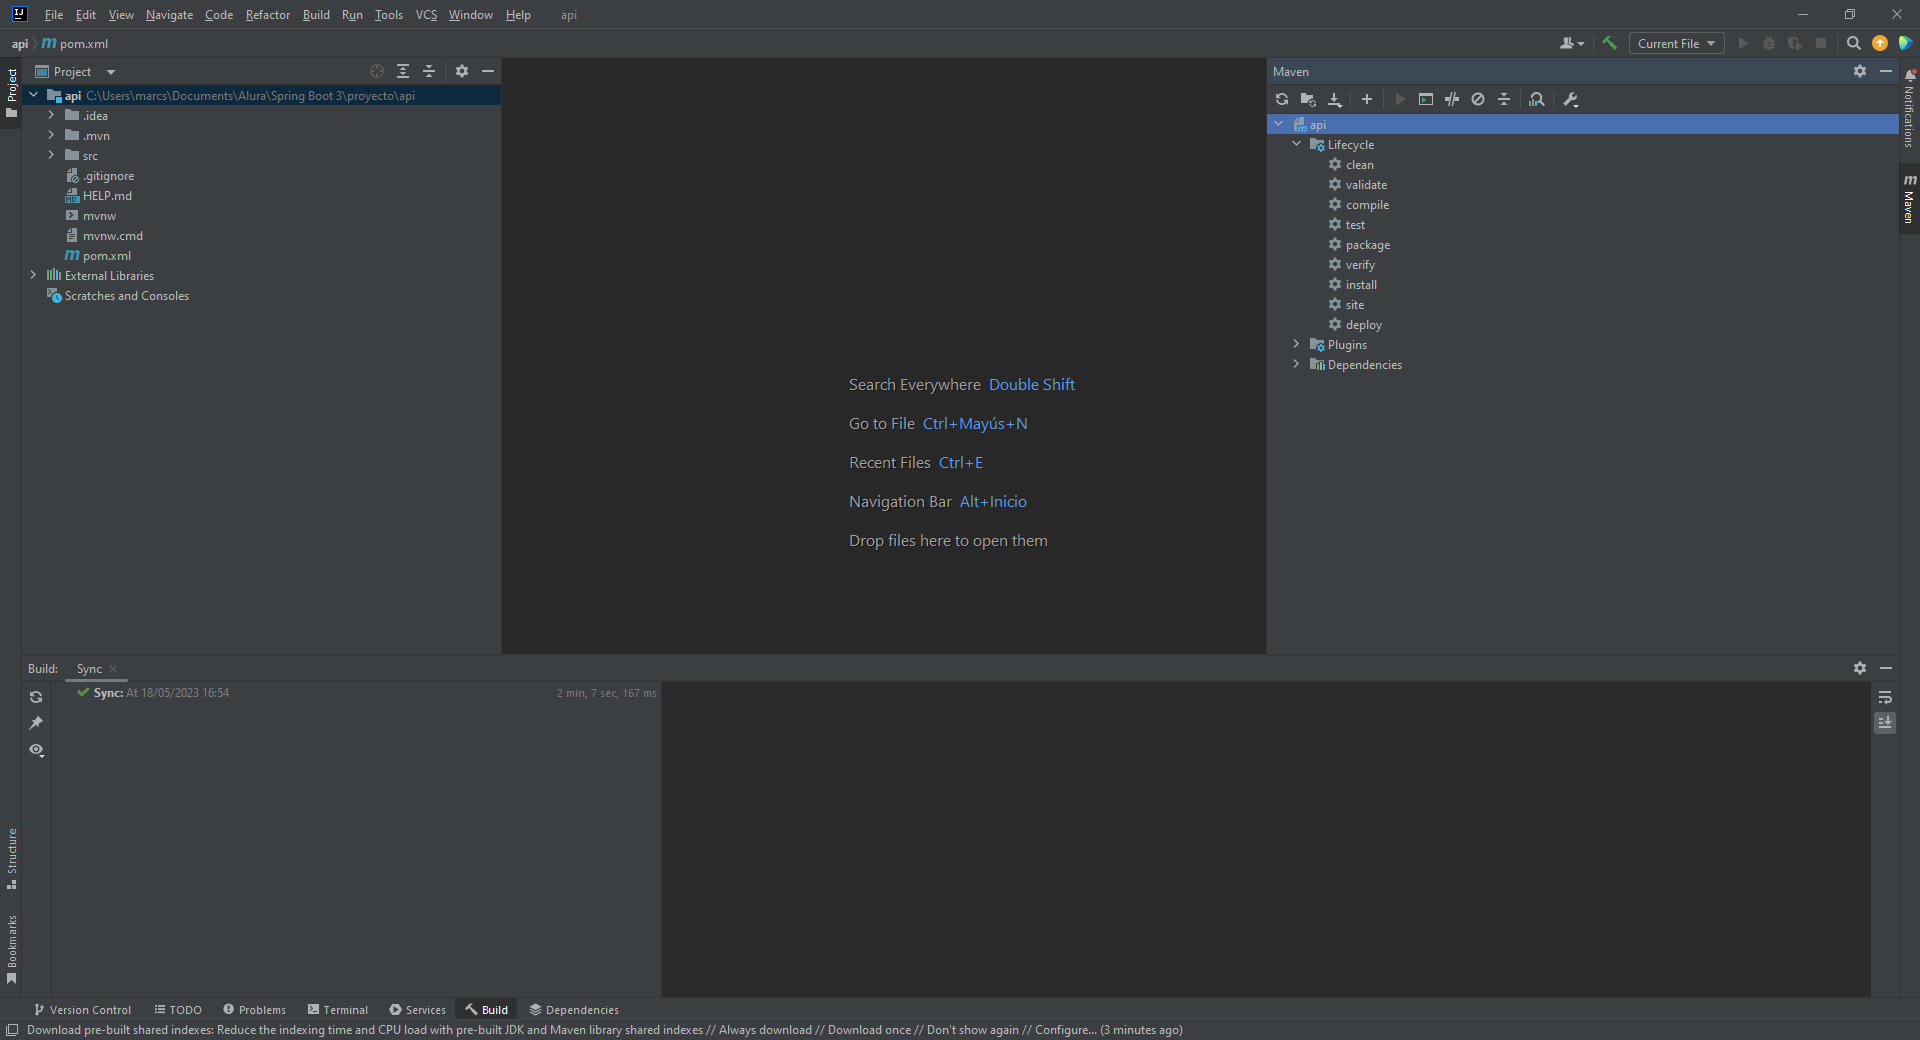 File Edit View Navigate Code Refactor Build Run Tools VCS Window Help api
api pom.xml
Current File
Project
Maven
api C:\Users\marcs\Documents\Alura\Spring Boot 3\proyecto\api
.idea
.mvn
src
.gitignore
HELP.md
mvnw
mvnw.cmd
pom.xml
External Libraries
Scratches and Consoles
Search Everywhere Double Shift
Go to File Ctrl+Mayús+N
Recent Files Ctrl+E
Navigation Bar Alt+Inicio
Drop files here to open them
api
Lifecycle
clean
validate
compile
test
package
verify
install
site
deploy
Plugins
Dependencies
Project
Structure
Bookmarks
Notifications
Maven
Build: Sync
Sync: At 18/05/2023 16:54 2 min, 7 sec, 167 ms
Version Control TODO Problems Terminal Services Build Dependencies
Download pre-built shared indexes: Reduce the indexing time and CPU load with pre-built JDK and Maven library shared indexes // Always download // Download once // Don't show again // Configure... (3 minutes ago)